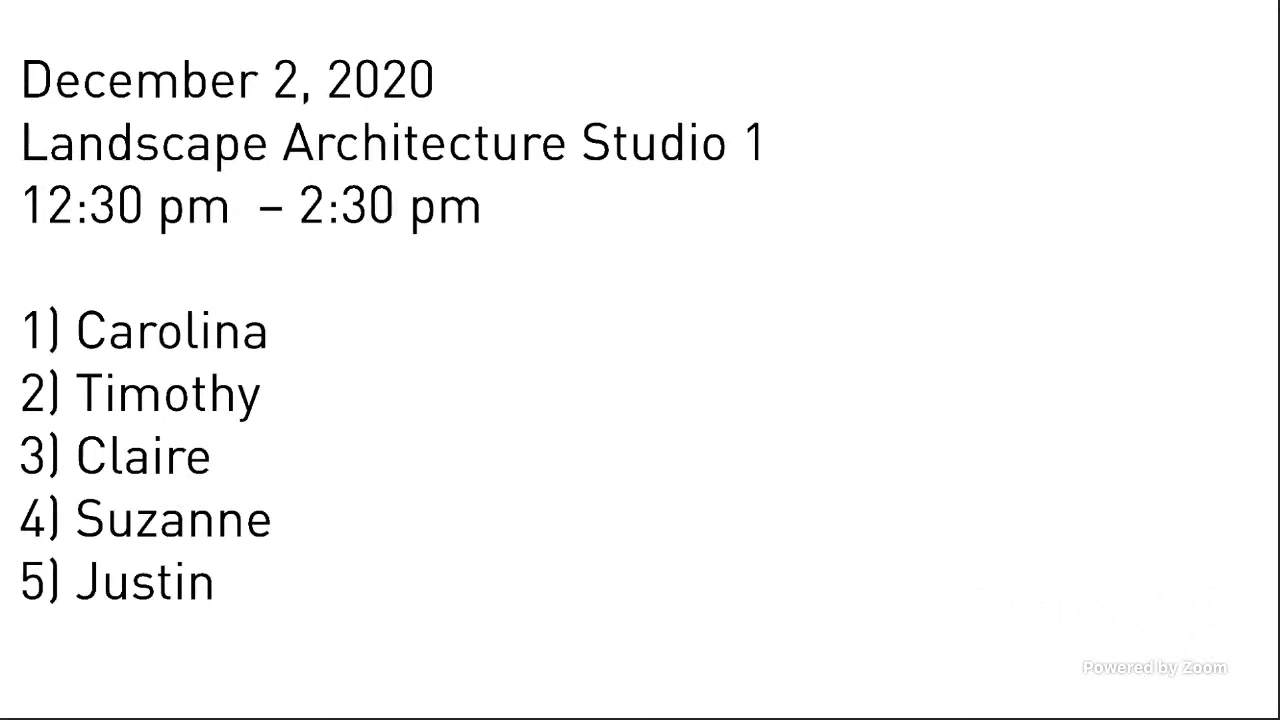 December 2, 2020
Landscape Architecture Studio 1
12:30 pm – 2:30 pm
1) Carolina
2) Timothy
3) Claire
4) Suzanne
5) Justin
Powered by Zoom